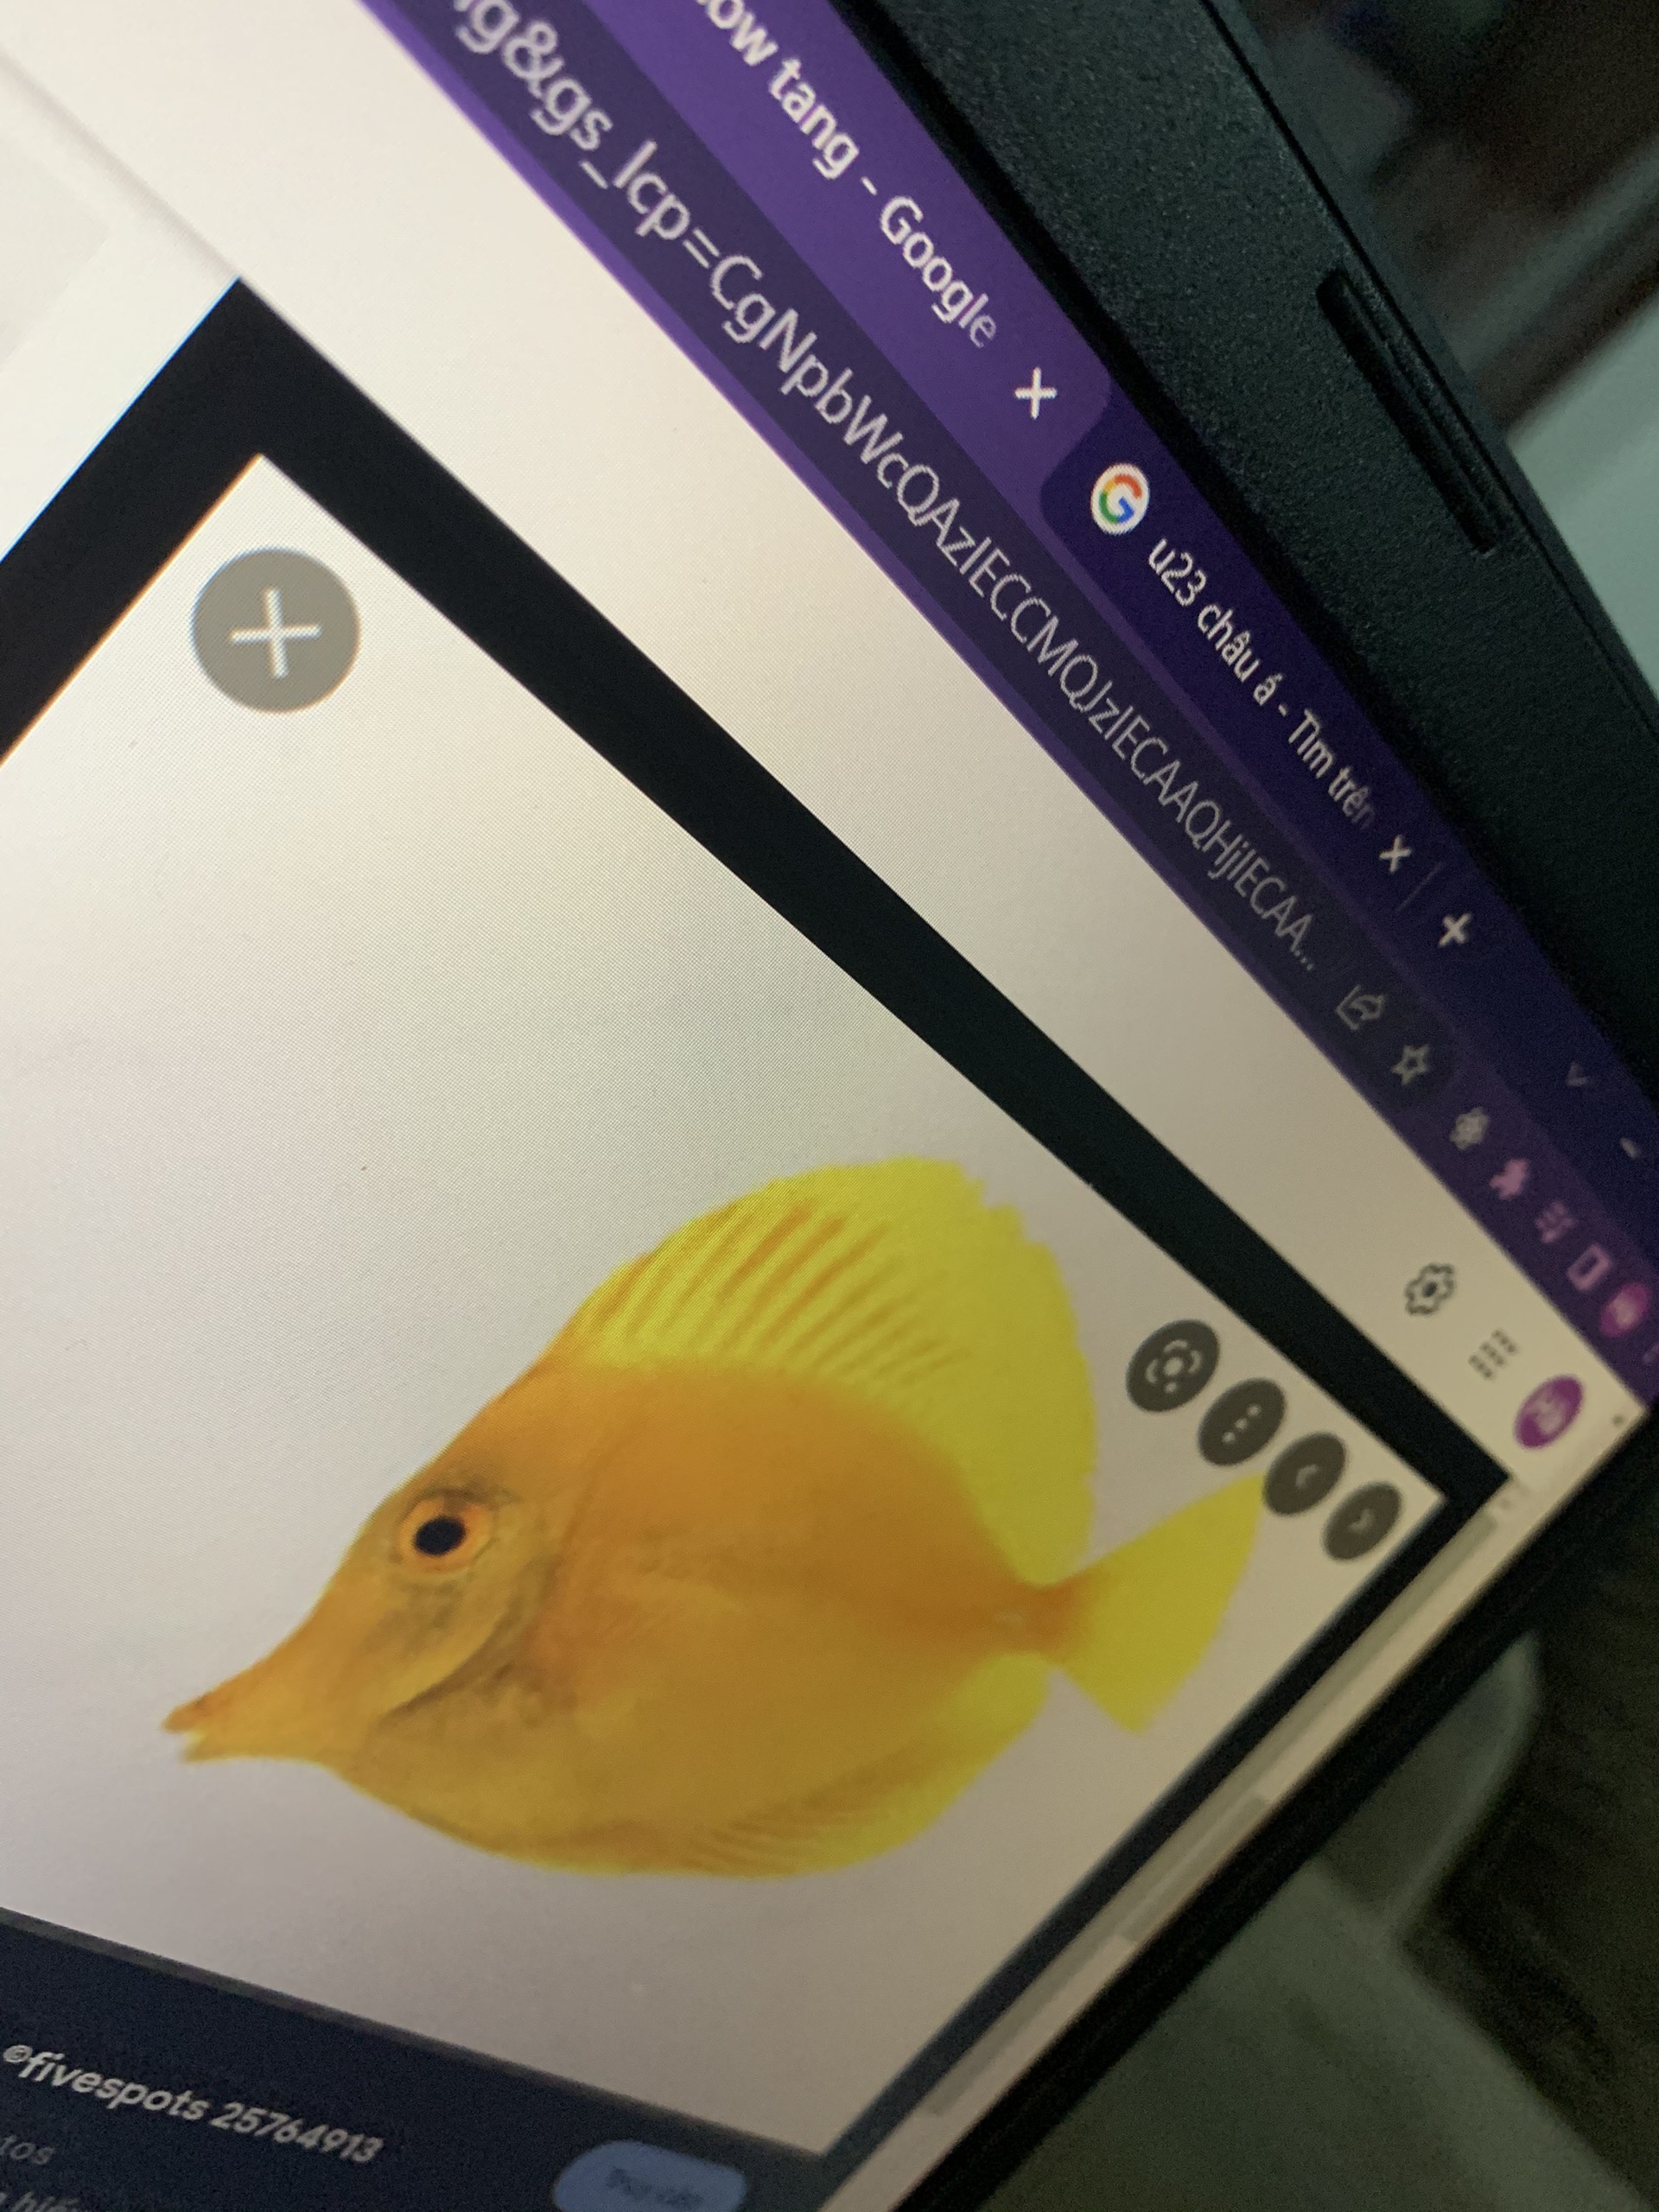 ow tang - Google
u23 châu á - Tìm trên
g&gs_lcp=CgNpbWcQAzIECCMQJzIECAAQHjIECAA...
©fivespots 25764913